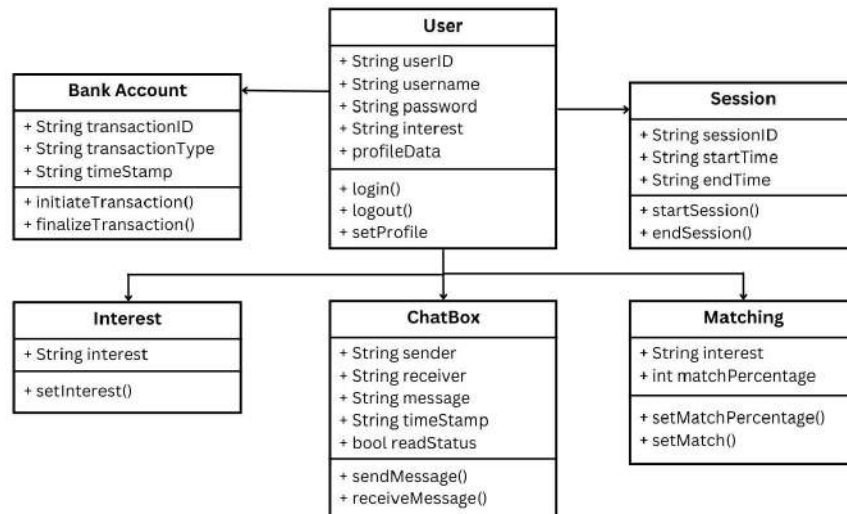 User
+ String userID
+ String username
+ String password
+ String interest
+ profileData
+ login()
+ logout()
+ setProfile
Bank Account
+ String transactionID
+ String transactionType
+ String timeStamp
+ initiateTransaction()
+ finalizeTransaction()
Session
+ String sessionID
+ String startTime
+ String endTime
+ startSession()
+ endSession()
Interest
+ String interest
+ setInterest()
ChatBox
+ String sender
+ String receiver
+ String message
+ String timeStamp
+ bool readStatus
+ sendMessage()
+ receiveMessage()
Matching
+ String interest
+ int matchPercentage
+ setMatchPercentage()
+ setMatch()